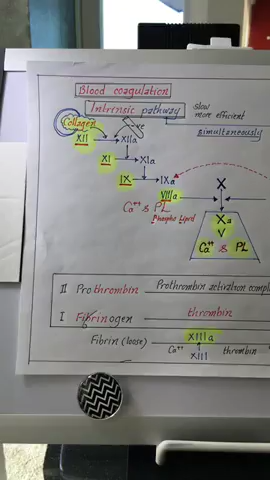 Blood coagulation
Intrinsic pathway
slow
more efficient
simultaneously
Collagen
XII XIIa
XI XIa
IX IXa
VIIIa X
Ca++ & PL
Phospho Lipid
Xa
V
Ca++ & PL
II Prothrombin Prothrombin activation compl
I Fibrinogen thrombin
Fibrin (loose) XIIIa
Ca++ XIII thrombin